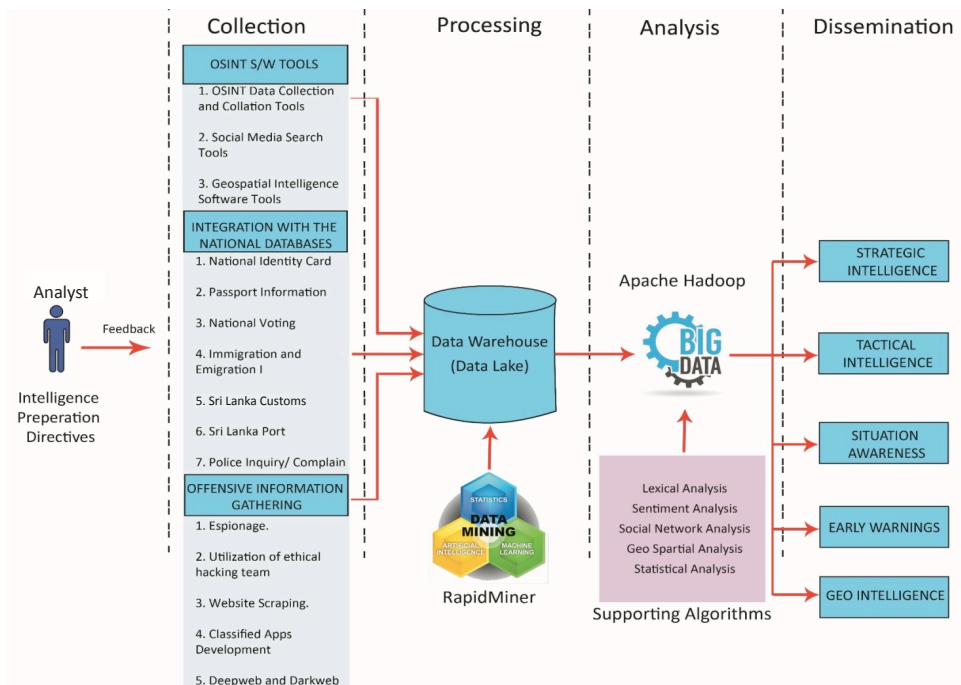 Collection
Processing
Analysis
Dissemination
OSINT S/W TOOLS
1. OSINT Data Collection
and Collation Tools
2. Social Media Search
Tools
3. Geospatial Intelligence
Software Tools
INTEGRATION WITH THE
NATIONAL DATABASES
1. National Identity Card
2. Passport Information
3. National Voting
4. Immigration and
Emigration I
5. Sri Lanka Customs
6. Sri Lanka Port
7. Police Inquiry/ Complain
OFFENSIVE INFORMATION
GATHERING
1. Espionage.
2. Utilization of ethical
hacking team
3. Website Scraping.
4. Classified Apps
Development
5. Deepweb and Darkweb
Analyst
Feedback
Intelligence
Preperation
Directives
Data Warehouse
(Data Lake)
STATISTICS
DATA
MINING
ARTIFICIAL
INTELLIGENCE
MACHINE
LEARNING
RapidMiner
Apache Hadoop
BIG
DATA
Lexical Analysis
Sentiment Analysis
Social Network Analysis
Geo Spartial Analysis
Statistical Analysis
Supporting Algorithms
STRATEGIC
INTELLIGENCE
TACTICAL
INTELLIGENCE
SITUATION
AWARENESS
EARLY WARNINGS
GEO INTELLIGENCE